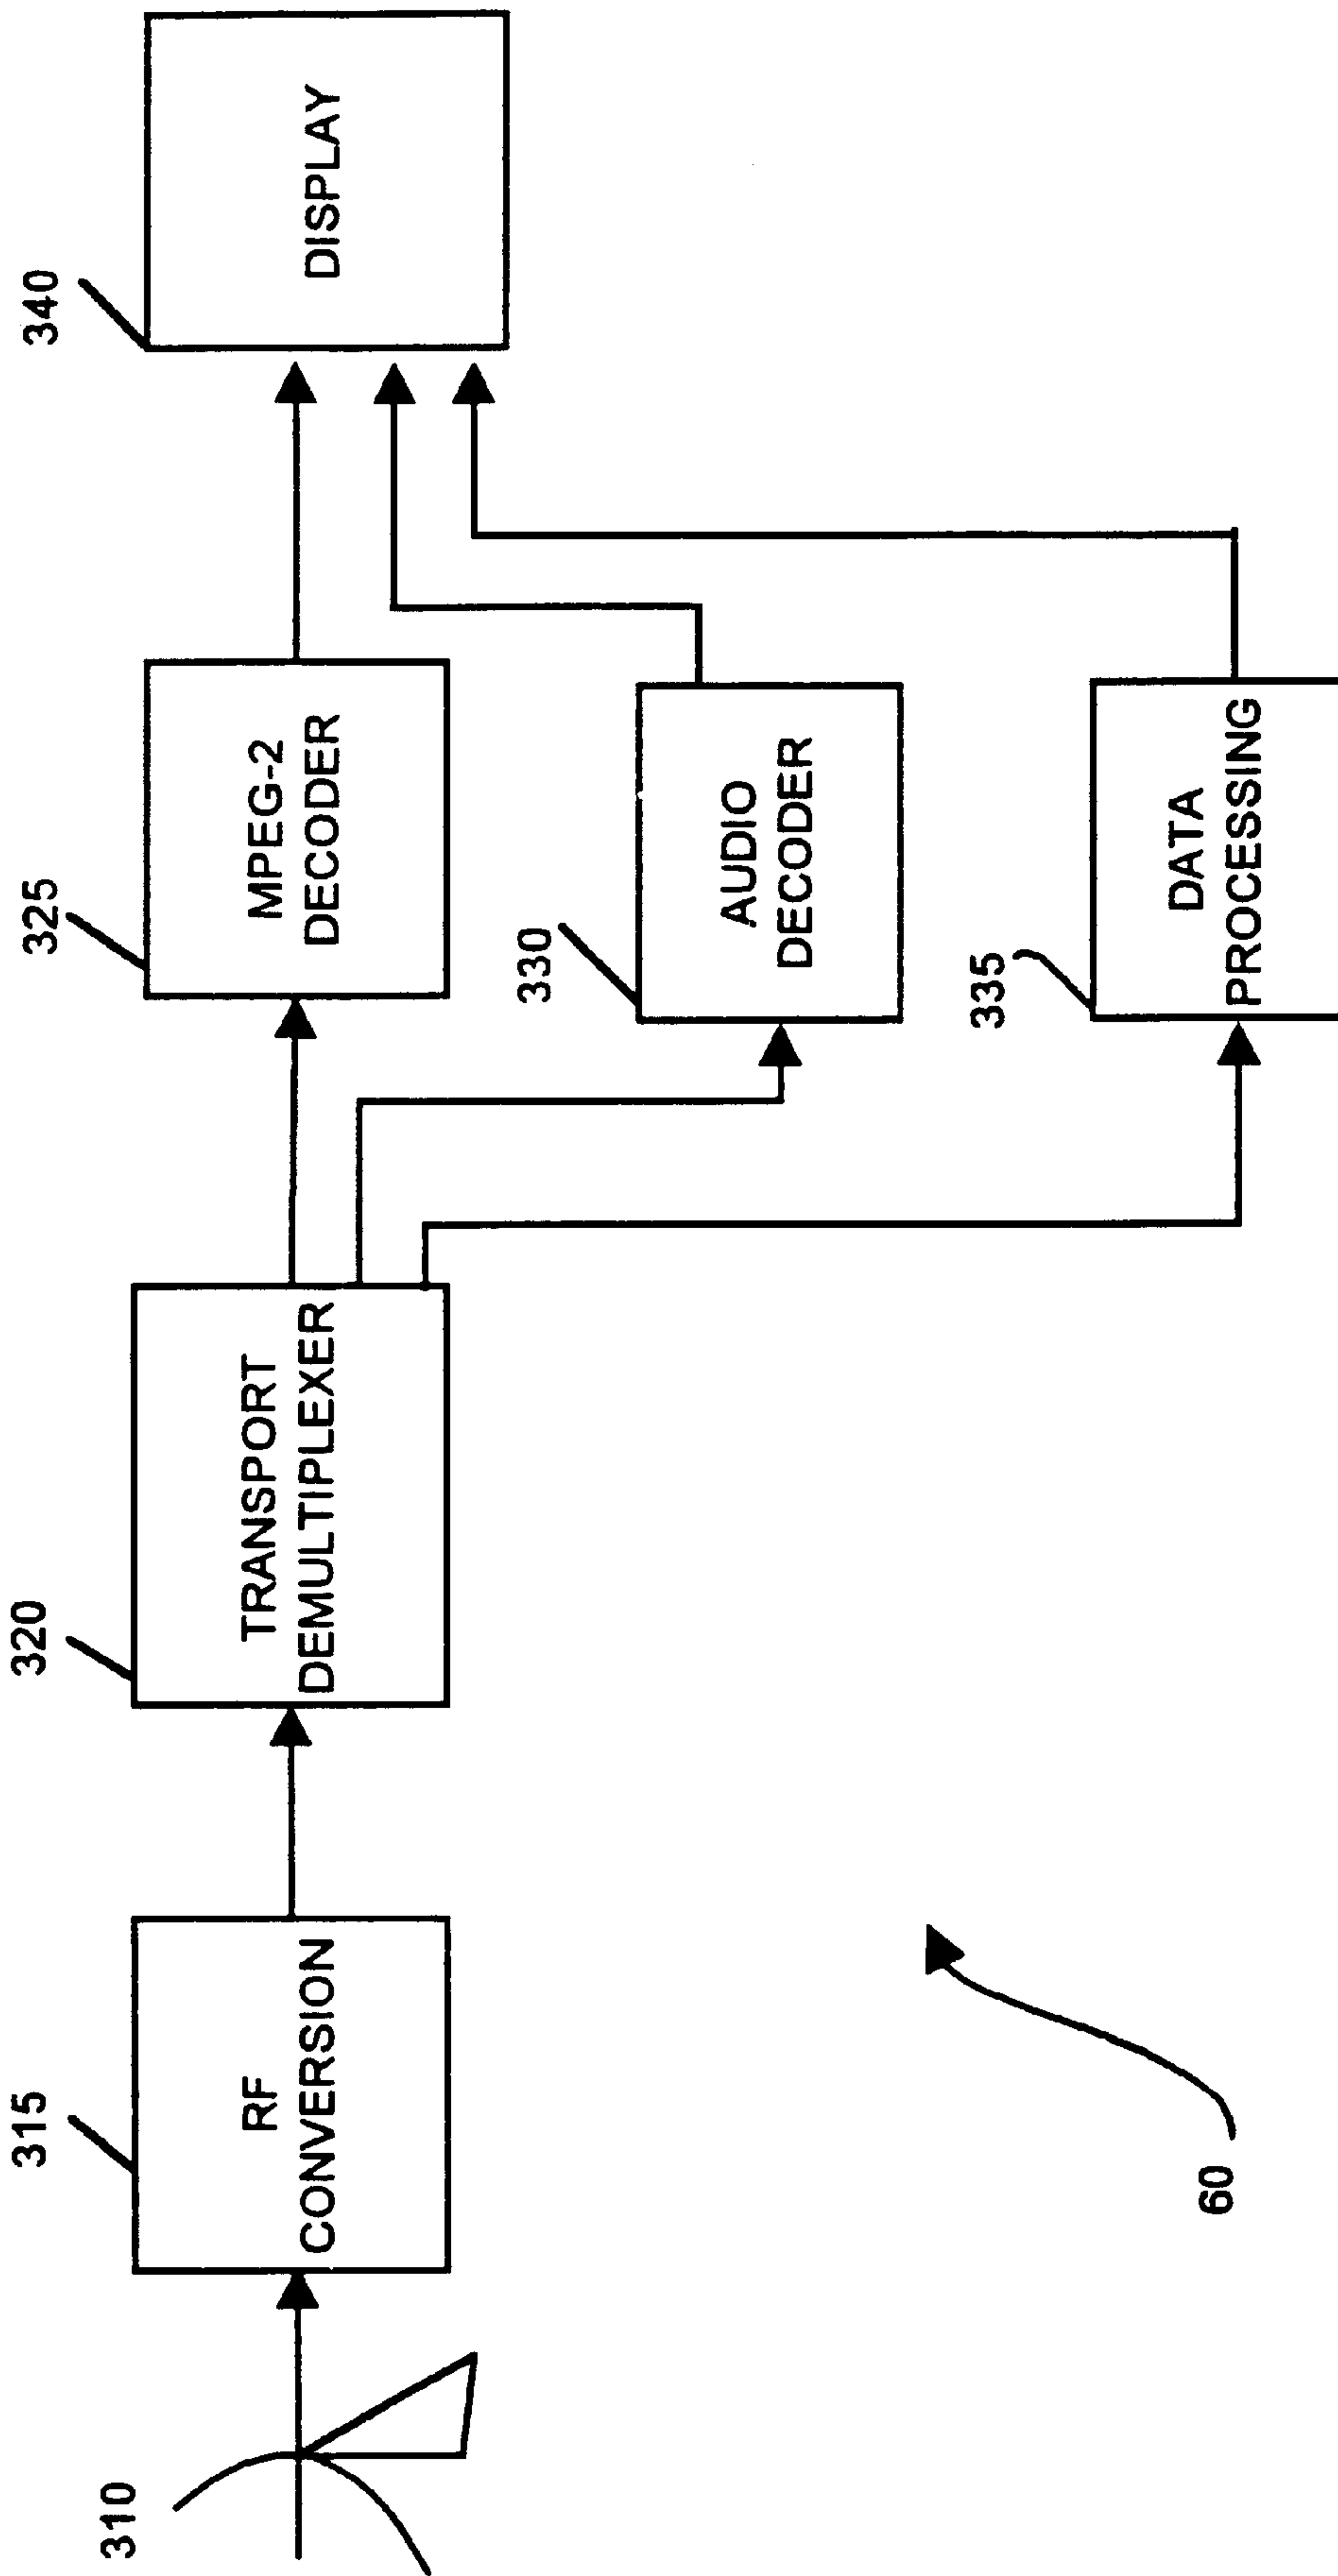 310
315
RF
CONVERSION
320
TRANSPORT
DEMULTIPLEXER
325
MPEG-2
DECODER
330
AUDIO
DECODER
335
DATA
PROCESSING
340
DISPLAY
60